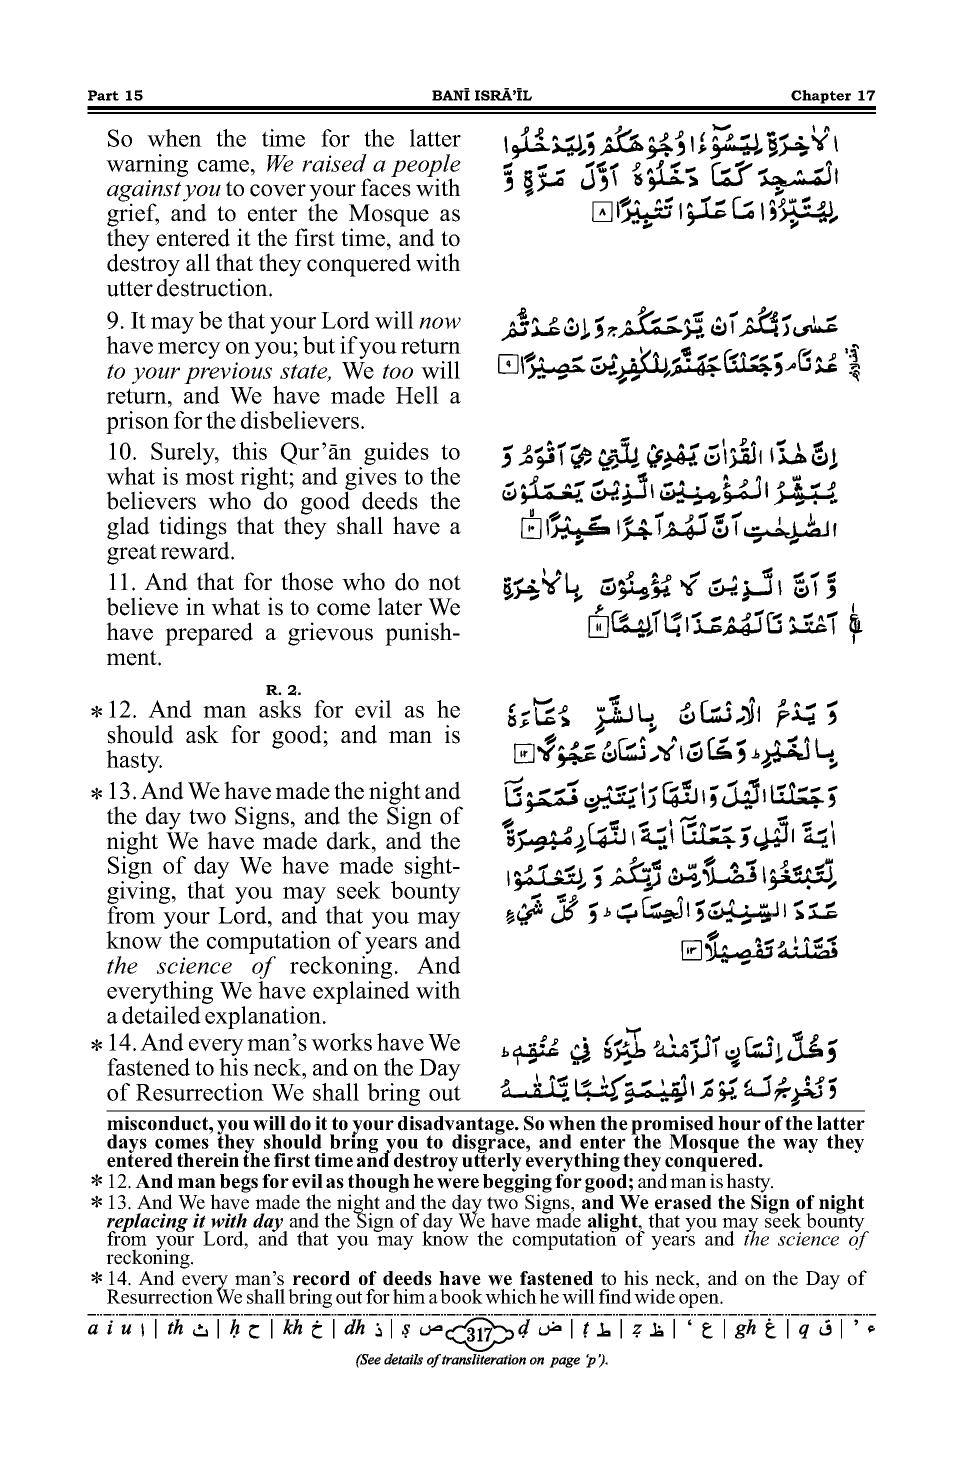 Part 15 BANĪ ISRĀ’ĪL Chapter 17
So when the time for the latter
warning came, We raised a people
against you to cover your faces with
grief, and to enter the Mosque as
they entered it the first time, and to
destroy all that they conquered with
utter destruction.
الْاٰخِرَةِ لِيَسُوْٓءٗا وُجُوْهَكُمْ وَلِيَدْخُلُوا
الْمَسْجِدَ كَمَا دَخَلُوْهُ اَوَّلَ مَرَّةٍ وَّ
لِيُتَبِّرُوْا مَا عَلَوْا تَتْبِيْرًا ۸
9. It may be that your Lord will now
have mercy on you; but if you return
to your previous state, We too will
return, and We have made Hell a
prison for the disbelievers.
عَسٰى رَبُّكُمْ اَنْ يَّرْحَمَكُمْ ۚ وَاِنْ عُدْتُّمْ
عُدْنَا ۘ وَجَعَلْنَا جَهَنَّمَ لِلْكٰفِرِيْنَ حَصِيْرًا ۹
10. Surely, this Qur’ān guides to
what is most right; and gives to the
believers who do good deeds the
glad tidings that they shall have a
great reward.
اِنَّ هٰذَا الْقُرْاٰنَ يَهْدِيْ لِلَّتِيْ هِيَ اَقْوَمُ وَ
يُبَشِّرُ الْمُؤْمِنِيْنَ الَّذِيْنَ يَعْمَلُوْنَ
الصّٰلِحٰتِ اَنَّ لَهُمْ اَجْرًا كَبِيْرًا ۱۰
11. And that for those who do not
believe in what is to come later We
have prepared a grievous punish-
ment.
وَّ اَنَّ الَّذِيْنَ لَا يُؤْمِنُوْنَ بِالْاٰخِرَةِ
اَعْتَدْنَا لَهُمْ عَذَابًا اَلِيْمًا ۱۱
R. 2.
*12. And man asks for evil as he
should ask for good; and man is
hasty.
وَ يَدْعُ الْاِنْسَانُ بِالشَّرِّ دُعَآءَهٗ
بِالْخَيْرِ ؕ وَكَانَ الْاِنْسَانُ عَجُوْلًا ۱۲
*13. And We have made the night and
the day two Signs, and the Sign of
night We have made dark, and the
Sign of day We have made sight-
giving, that you may seek bounty
from your Lord, and that you may
know the computation of years and
the science of reckoning. And
everything We have explained with
a detailed explanation.
وَجَعَلْنَا الَّيْلَ وَالنَّهَارَ اٰيَتَيْنِ فَمَحَوْنَآ
اٰيَةَ الَّيْلِ وَجَعَلْنَآ اٰيَةَ النَّهَارِ مُبْصِرَةً
لِّتَبْتَغُوْا فَضْلًا مِّنْ رَّبِّكُمْ وَ لِتَعْلَمُوْا
عَدَدَ السِّنِيْنَ وَالْحِسَابَ ؕ وَ كُلَّ شَيْءٍ
فَصَّلْنٰهُ تَفْصِيْلًا ۱۳
*14. And every man’s works have We
fastened to his neck, and on the Day
of Resurrection We shall bring out
وَكُلَّ اِنْسَانٍ اَلْزَمْنٰهُ طٰٓئِرَهٗ فِيْ عُنُقِهٖ ؕ
وَنُخْرِجُ لَهٗ يَوْمَ الْقِيٰمَةِ كِتٰبًا يَّلْقٰىهُ
misconduct, you will do it to your disadvantage. So when the promised hour of the latter
days comes they should bring you to disgrace, and enter the Mosque the way they
entered therein the first time and destroy utterly everything they conquered.
*12. And man begs for evil as though he were begging for good; and man is hasty.
*13. And We have made the night and the day two Signs, and We erased the Sign of night
replacing it with day and the Sign of day We have made alight, that you may seek bounty
from your Lord, and that you may know the computation of years and the science of
reckoning.
*14. And every man’s record of deeds have we fastened to his neck, and on the Day of
Resurrection We shall bring out for him a book which he will find wide open.
a i u ا | th ث | ḥ ح | kh خ | dh ذ | ṣ ص 317 ḍ ض | ṭ ط | ẓ ظ | ‘ ع | gh غ | q ق | ’ ء
(See details of transliteration on page ‘p’).